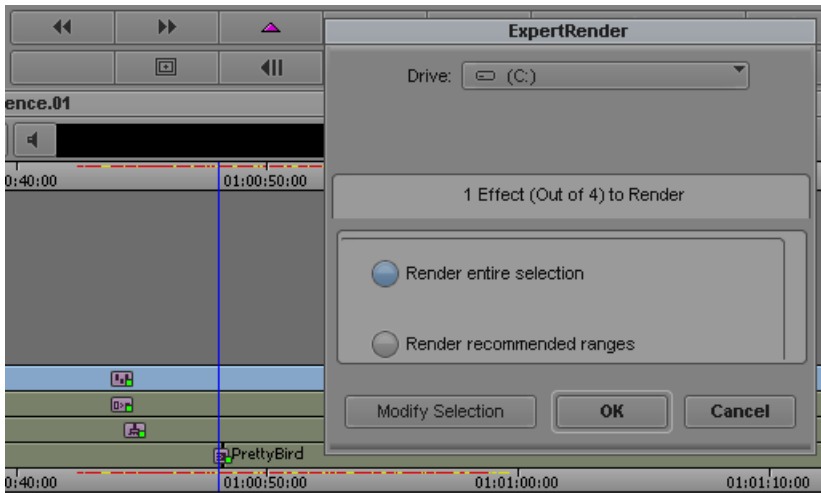 ExpertRender
Drive: (C:)
ence.01
0:40:00 01:00:50:00
1 Effect (Out of 4) to Render
Render entire selection
Render recommended ranges
Modify Selection OK Cancel
PrettyBird
0:40:00 01:00:50:00 01:01:00:00 01:01:10:00